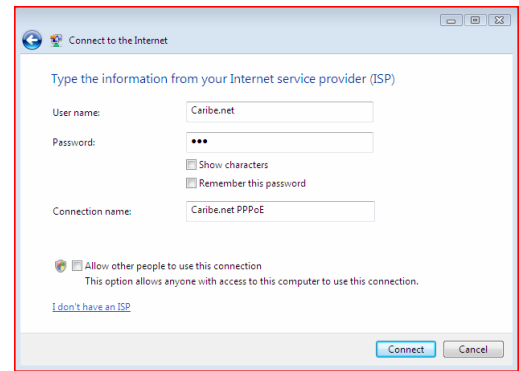 Connect to the Internet
Type the information from your Internet service provider (ISP)
User name: Caribe.net
Password: •••
Show characters
Remember this password
Connection name: Caribe.net PPPoE
Allow other people to use this connection
This option allows anyone with access to this computer to use this connection.
I don't have an ISP
Connect Cancel